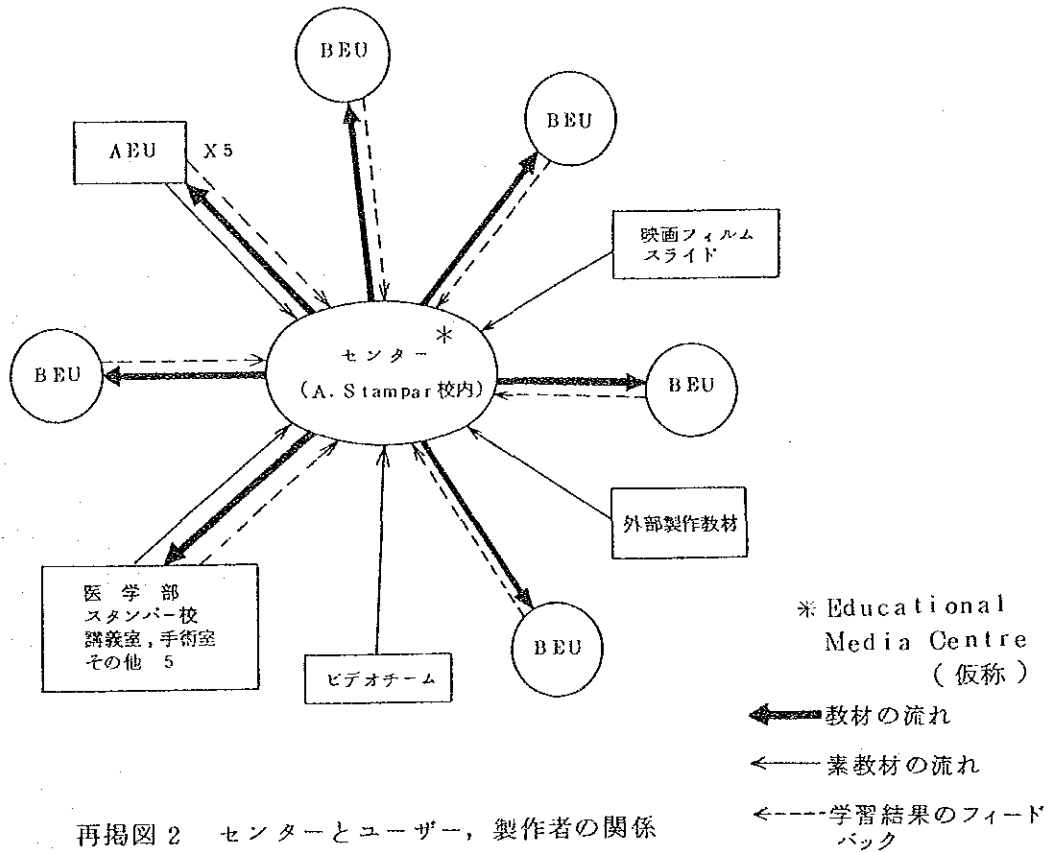 BEU
BEU
AEU X5
映画フィルム
スライド
センター*
(A. Stampar校内)
BEU
BEU
外部製作教材
医学部
スタンパー校
講義室,手術室
その他 5
ビデオチーム
BEU
* Educational
Media Centre
(仮称)
教材の流れ
素教材の流れ
学習結果のフィード
バック
再掲図2 センターとユーザー,製作者の関係